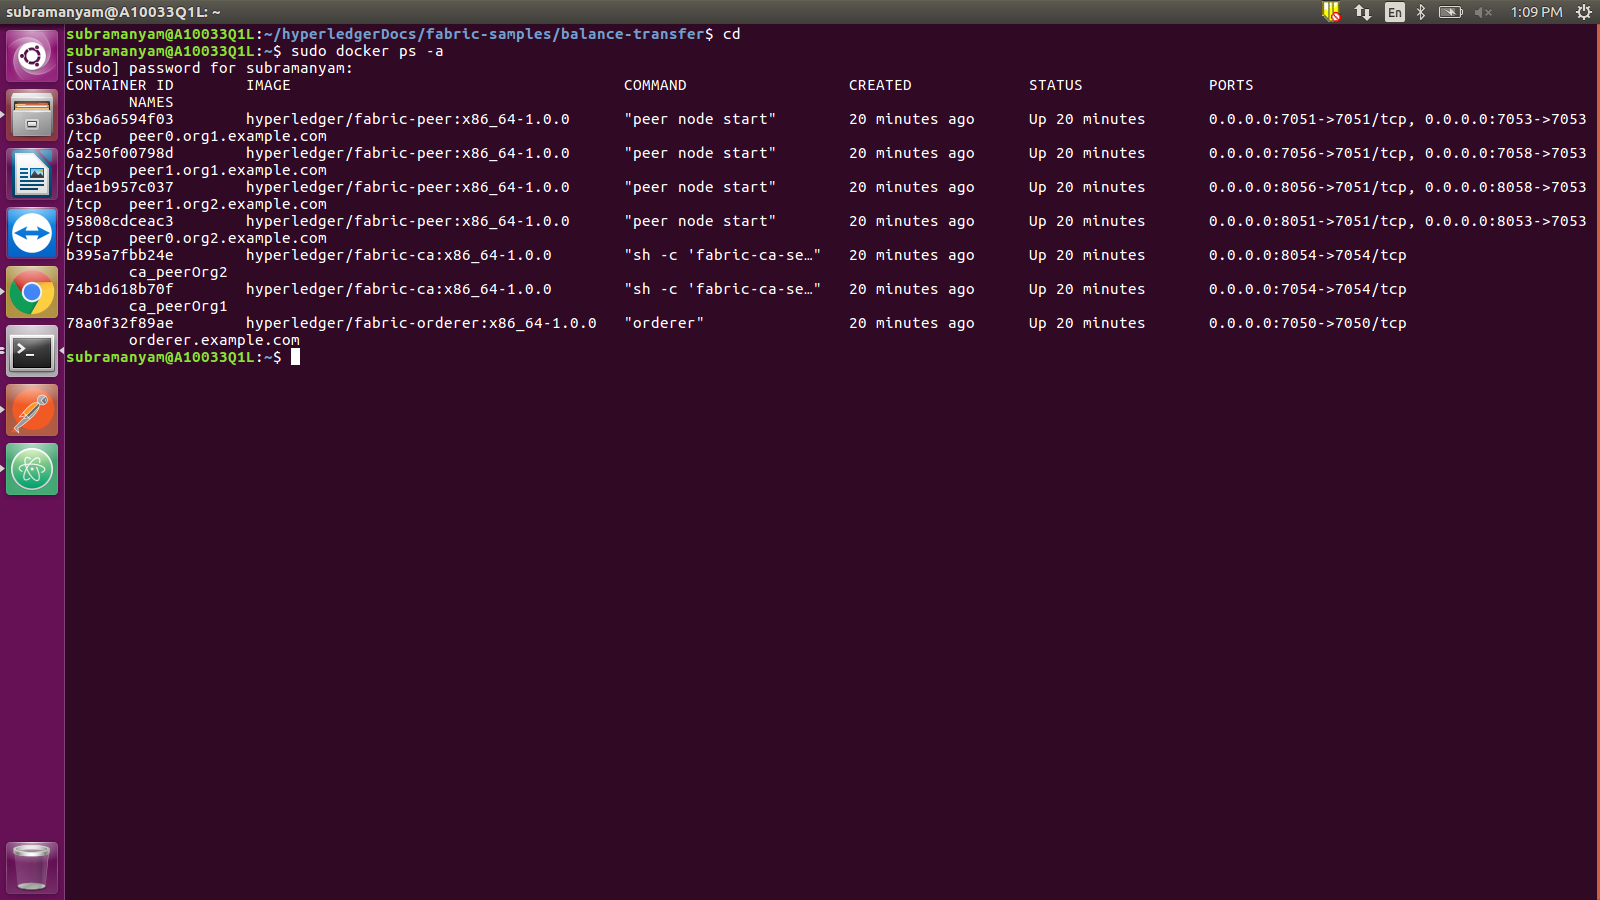 subramanyam@A10033Q1L: ~
En
1:09 PM
subramanyam@A10033Q1L:~/hyperledgerDocs/fabric-samples/balance-transfer$ cd
subramanyam@A10033Q1L:~$ sudo docker ps -a
[sudo] password for subramanyam:
CONTAINER ID        IMAGE                                     COMMAND                  CREATED             STATUS              PORTS
       NAMES
63b6a6594f03        hyperledger/fabric-peer:x86_64-1.0.0      "peer node start"        20 minutes ago      Up 20 minutes       0.0.0.0:7051->7051/tcp, 0.0.0.0:7053->7053
/tcp   peer0.org1.example.com
6a250f00798d        hyperledger/fabric-peer:x86_64-1.0.0      "peer node start"        20 minutes ago      Up 20 minutes       0.0.0.0:7056->7051/tcp, 0.0.0.0:7058->7053
/tcp   peer1.org1.example.com
dae1b957c037        hyperledger/fabric-peer:x86_64-1.0.0      "peer node start"        20 minutes ago      Up 20 minutes       0.0.0.0:8056->7051/tcp, 0.0.0.0:8058->7053
/tcp   peer1.org2.example.com
95808cdceac3        hyperledger/fabric-peer:x86_64-1.0.0      "peer node start"        20 minutes ago      Up 20 minutes       0.0.0.0:8051->7051/tcp, 0.0.0.0:8053->7053
/tcp   peer0.org2.example.com
b395a7fbb24e        hyperledger/fabric-ca:x86_64-1.0.0        "sh -c 'fabric-ca-se…"   20 minutes ago      Up 20 minutes       0.0.0.0:8054->7054/tcp
       ca_peerOrg2
74b1d618b70f        hyperledger/fabric-ca:x86_64-1.0.0        "sh -c 'fabric-ca-se…"   20 minutes ago      Up 20 minutes       0.0.0.0:7054->7054/tcp
       ca_peerOrg1
78a0f32f89ae        hyperledger/fabric-orderer:x86_64-1.0.0   "orderer"                20 minutes ago      Up 20 minutes       0.0.0.0:7050->7050/tcp
       orderer.example.com
subramanyam@A10033Q1L:~$